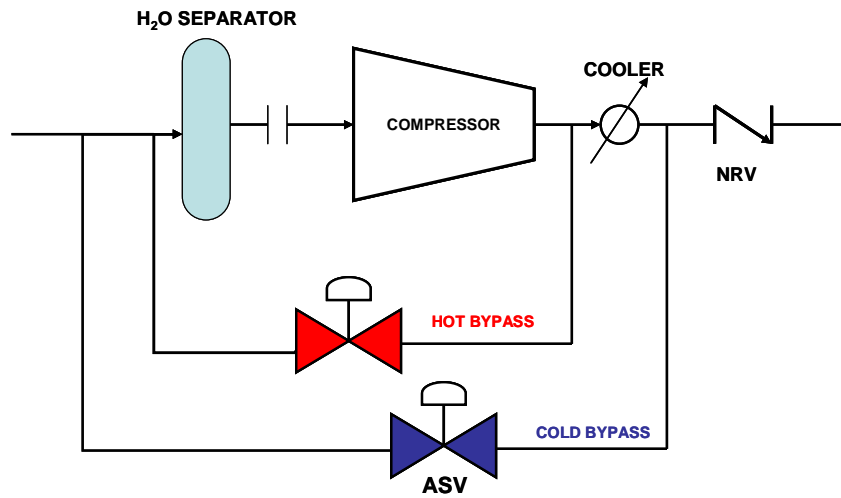 H₂O SEPARATOR
COOLER
COMPRESSOR
NRV
HOT BYPASS
COLD BYPASS
ASV